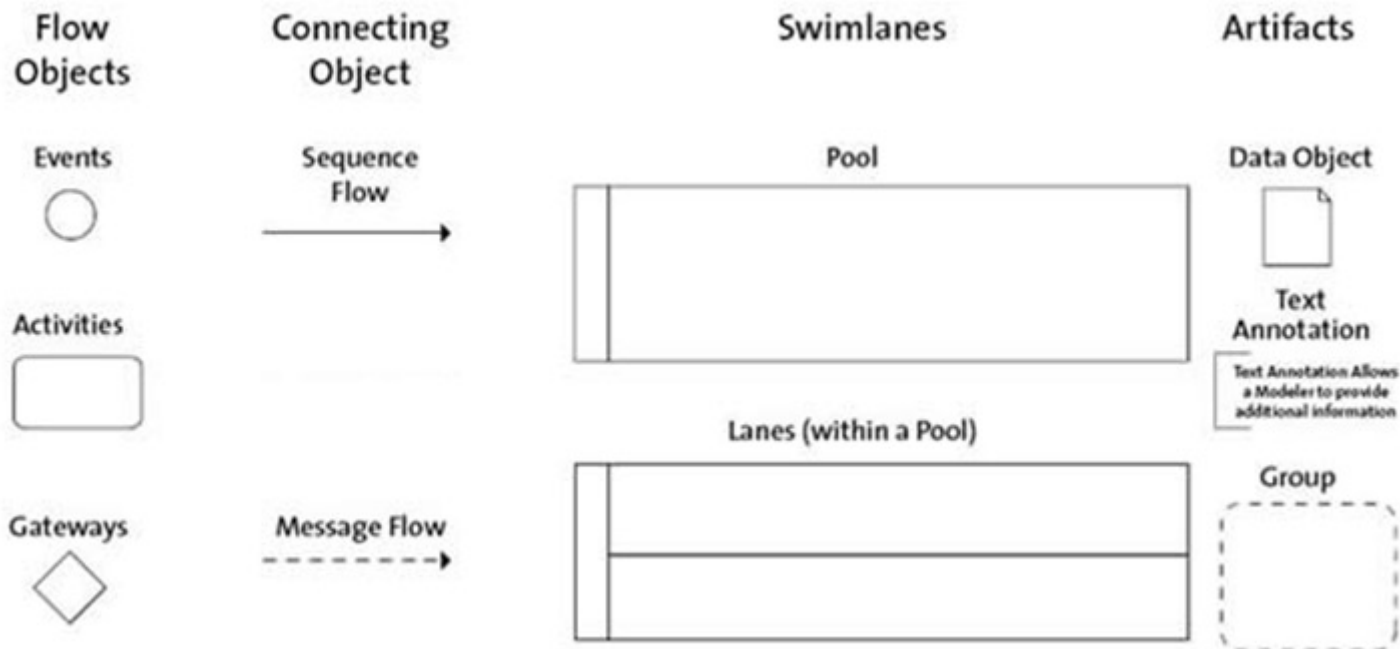 Flow
Objects
Connecting
Object
Swimlanes
Artifacts
Events
Sequence
Flow
Pool
Data Object
Activities
Text
Annotation
Text Annotation Allows
a Modeler to provide
additional information
Lanes (within a Pool)
Gateways
Message Flow
Group